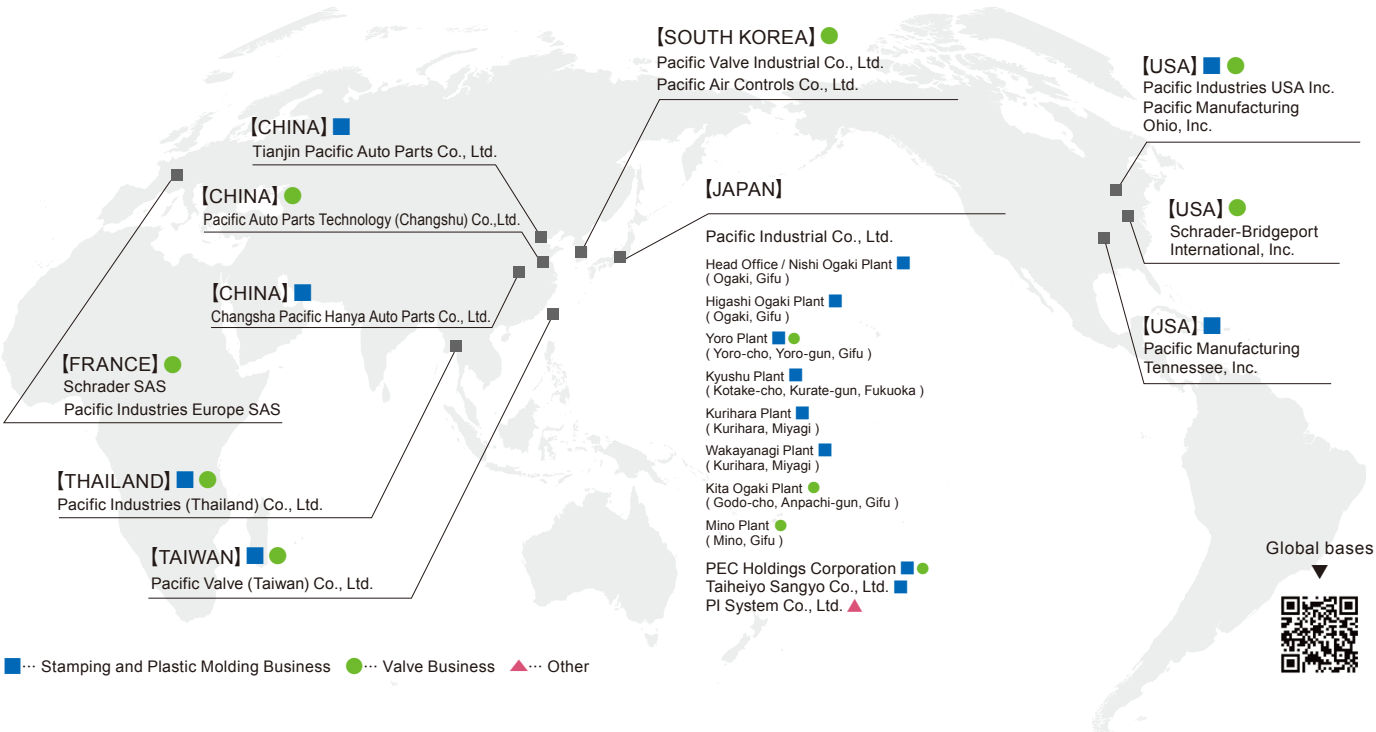 【SOUTH KOREA】
Pacific Valve Industrial Co., Ltd.
Pacific Air Controls Co., Ltd.
【USA】
Pacific Industries USA Inc.
Pacific Manufacturing
Ohio, Inc.
【CHINA】
Tianjin Pacific Auto Parts Co., Ltd.
【CHINA】
Pacific Auto Parts Technology (Changshu) Co.,Ltd.
【CHINA】
Changsha Pacific Hanya Auto Parts Co., Ltd.
【FRANCE】
Schrader SAS
Pacific Industries Europe SAS
【THAILAND】
Pacific Industries (Thailand) Co., Ltd.
【TAIWAN】
Pacific Valve (Taiwan) Co., Ltd.
【JAPAN】
Pacific Industrial Co., Ltd.
Head Office / Nishi Ogaki Plant
( Ogaki, Gifu )
Higashi Ogaki Plant
( Ogaki, Gifu )
Yoro Plant
( Yoro-cho, Yoro-gun, Gifu )
Kyushu Plant
( Kotake-cho, Kurate-gun, Fukuoka )
Kurihara Plant
( Kurihara, Miyagi )
Wakayanagi Plant
( Kurihara, Miyagi )
Kita Ogaki Plant
( Godo-cho, Anpachi-gun, Gifu )
Mino Plant
( Mino, Gifu )
PEC Holdings Corporation
Taiheiyo Sangyo Co., Ltd.
PI System Co., Ltd.
【USA】
Schrader-Bridgeport
International, Inc.
【USA】
Pacific Manufacturing
Tennessee, Inc.
Global bases
■··· Stamping and Plastic Molding Business ●··· Valve Business ▲··· Other